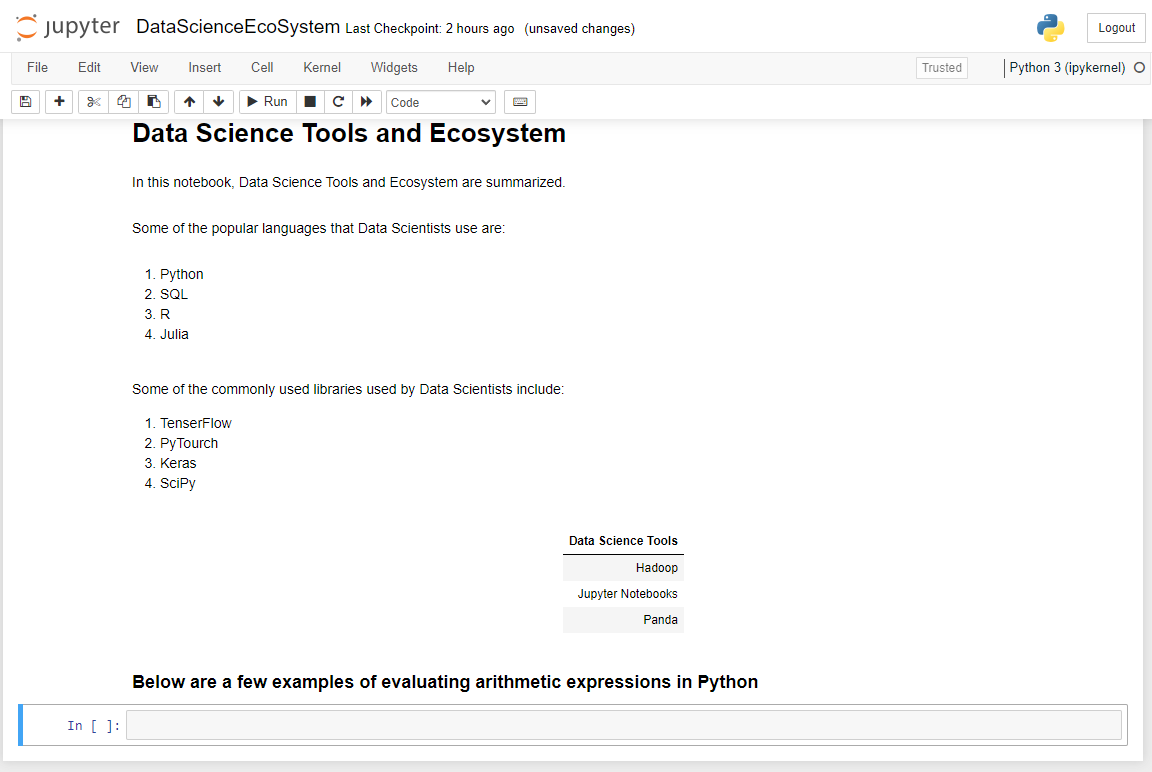 jupyter DataScienceEcoSystem Last Checkpoint: 2 hours ago (unsaved changes) Logout
File Edit View Insert Cell Kernel Widgets Help Trusted Python 3 (ipykernel)
Run Code
Data Science Tools and Ecosystem
In this notebook, Data Science Tools and Ecosystem are summarized.
Some of the popular languages that Data Scientists use are:
1. Python
2. SQL
3. R
4. Julia
Some of the commonly used libraries used by Data Scientists include:
1. TenserFlow
2. PyTourch
3. Keras
4. SciPy
Data Science Tools
Hadoop
Jupyter Notebooks
Panda
Below are a few examples of evaluating arithmetic expressions in Python
In [ ]: